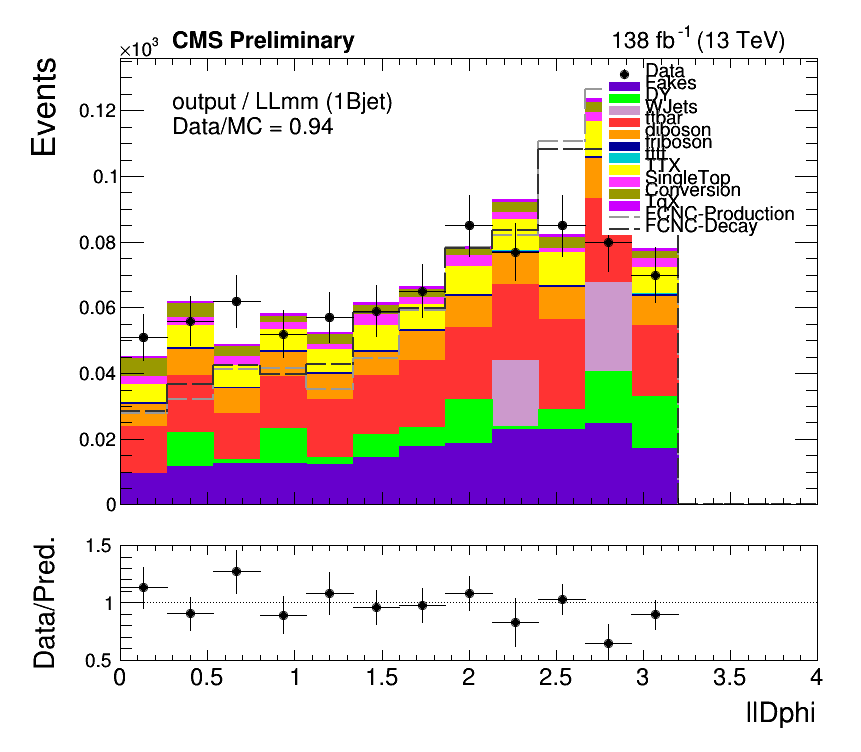 ×10³ CMS Preliminary 138 fb⁻¹ (13 TeV)
output / LLmm (1Bjet)
Data/MC = 0.94
Data
Fakes
DY
WJets
ttbar
diboson
triboson
tttt
TTX
SingleTop
Conversion
TqX
FCNC-Production
FCNC-Decay
Events
0.12
0.1
0.08
0.06
0.04
0.02
0
Data/Pred.
1.5
1
0.5
0 0.5 1 1.5 2 2.5 3 3.5 4
llDphi